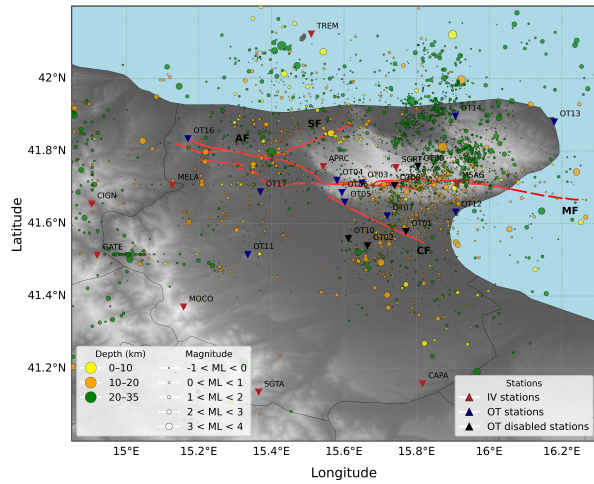 TREM
42°N
OT14
OT13
OT16
AF
SF
41.8°N
APRC
SGRT
OT04
OT03
MSAG
MELA
OT17
OT05
CIGN
OT07
OT12
MF
41.6°N
OT01
OT10
OT02
GATE
OT11
CF
41.4°N
MOCO
41.2°N
SGTA
CAPA
Latitude
Depth (km)
0–10
10–20
20–35
Magnitude
-1 < ML < 0
0 < ML < 1
1 < ML < 2
2 < ML < 3
3 < ML < 4
Stations
IV stations
OT stations
OT disabled stations
15°E
15.2°E
15.4°E
15.6°E
15.8°E
16°E
16.2°E
Longitude